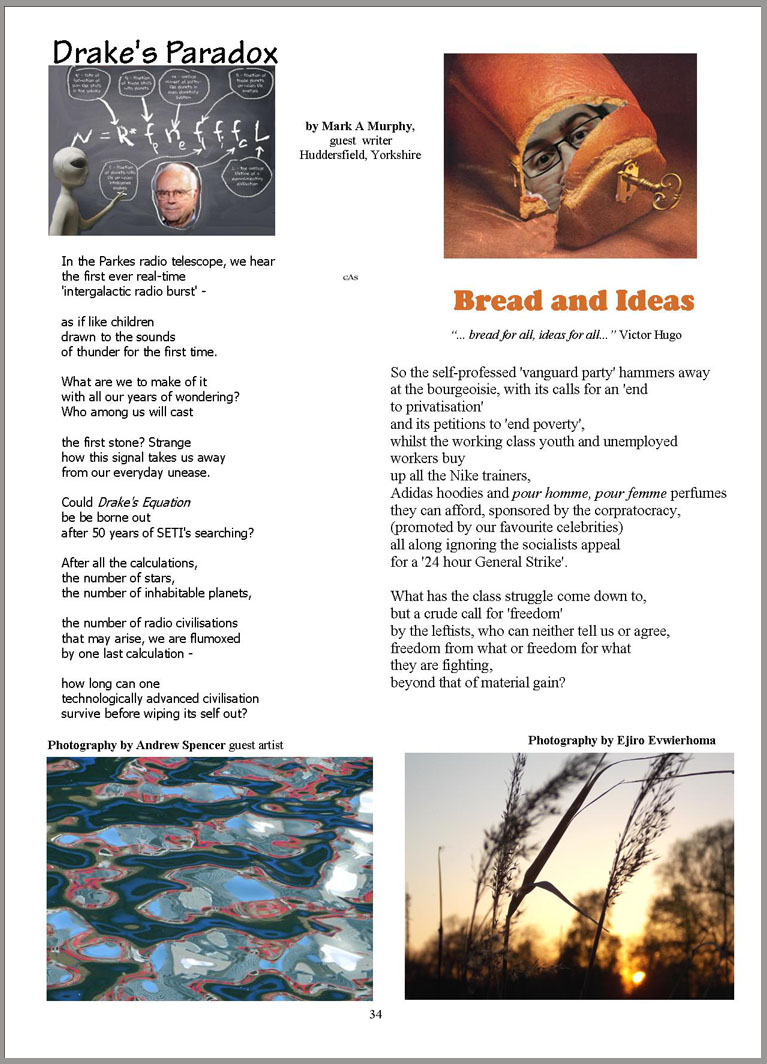 Drake's Paradox
N = R* fp ne fl fi fc L
by Mark A Murphy,
guest writer
Huddersfield, Yorkshire
In the Parkes radio telescope, we hear
the first ever real-time
'intergalactic radio burst' -
as if like children
drawn to the sounds
of thunder for the first time.
What are we to make of it
with all our years of wondering?
Who among us will cast
the first stone? Strange
how this signal takes us away
from our everyday unease.
Could Drake's Equation
be be borne out
after 50 years of SETI's searching?
After all the calculations,
the number of stars,
the number of inhabitable planets,
the number of radio civilisations
that may arise, we are flumoxed
by one last calculation -
how long can one
technologically advanced civilisation
survive before wiping its self out?
cAs
Bread and Ideas
“... bread for all, ideas for all...” Victor Hugo
So the self-professed 'vanguard party' hammers away
at the bourgeoisie, with its calls for an 'end
to privatisation'
and its petitions to 'end poverty',
whilst the working class youth and unemployed
workers buy
up all the Nike trainers,
Adidas hoodies and pour homme, pour femme perfumes
they can afford, sponsored by the corpratocracy,
(promoted by our favourite celebrities)
all along ignoring the socialists appeal
for a '24 hour General Strike'.
What has the class struggle come down to,
but a crude call for 'freedom'
by the leftists, who can neither tell us or agree,
freedom from what or freedom for what
they are fighting,
beyond that of material gain?
Photography by Andrew Spencer guest artist
Photography by Ejiro Evwierhoma
34